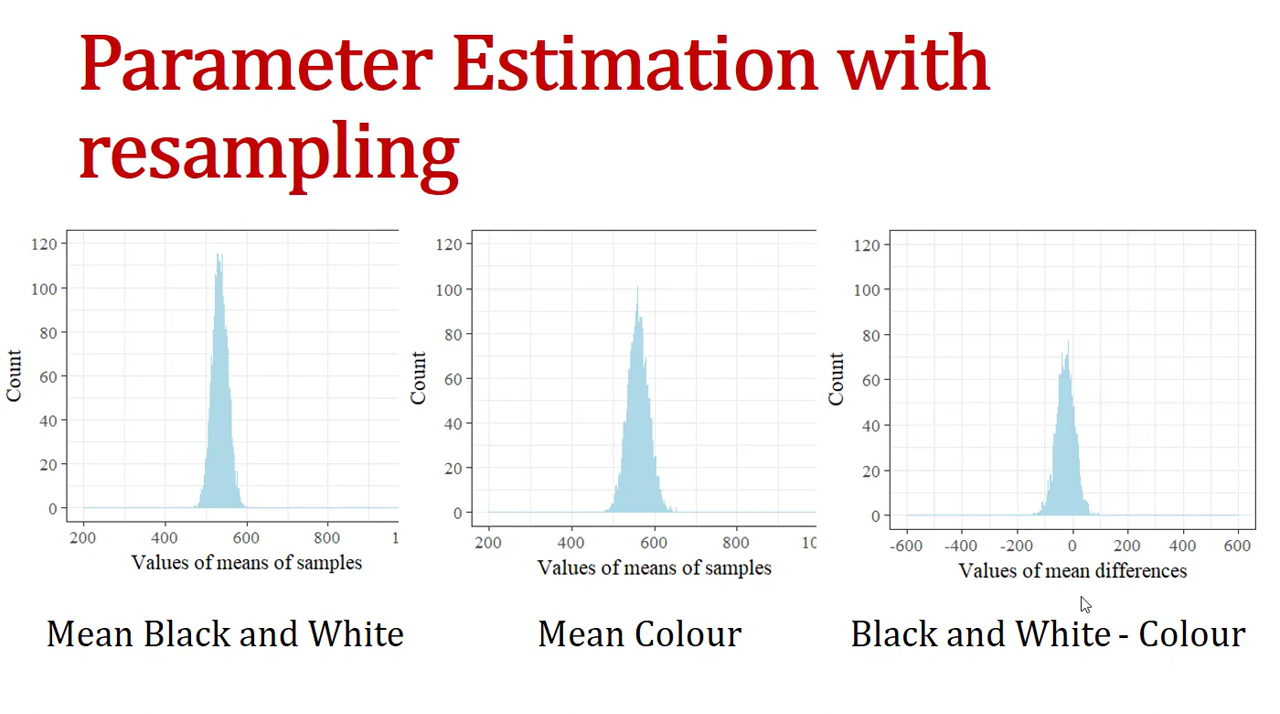 Parameter Estimation with
resampling
120
100
80
60
40
20
0
Count
200 400 600 800 1
Values of means of samples
Mean Black and White
120
100
80
60
40
20
0
Count
200 400 600 800 10
Values of means of samples
Mean Colour
120
100
80
60
40
20
0
Count
-600 -400 -200 0 200 400 600
Values of mean differences
Black and White - Colour